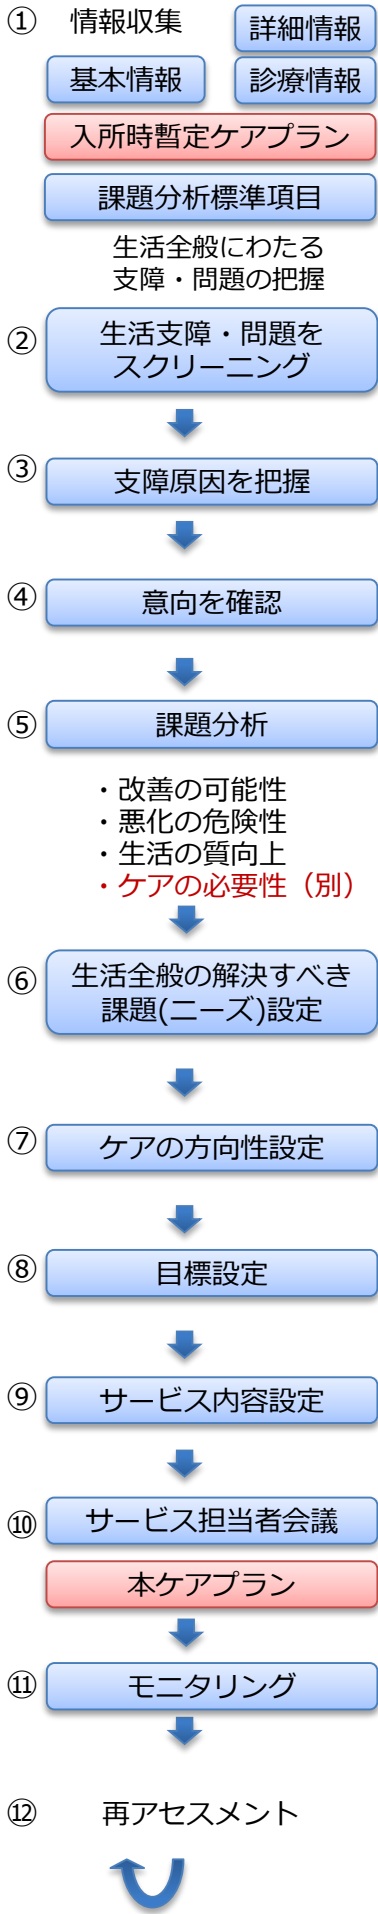 ① 情報収集
詳細情報
基本情報
診療情報
入所時暫定ケアプラン
課題分析標準項目
生活全般にわたる
支障・問題の把握
② 生活支障・問題を
スクリーニング
③ 支障原因を把握
④ 意向を確認
⑤ 課題分析
・改善の可能性
・悪化の危険性
・生活の質向上
・ケアの必要性（別）
⑥ 生活全般の解決すべき
課題(ニーズ)設定
⑦ ケアの方向性設定
⑧ 目標設定
⑨ サービス内容設定
⑩ サービス担当者会議
本ケアプラン
⑪ モニタリング
⑫ 再アセスメント